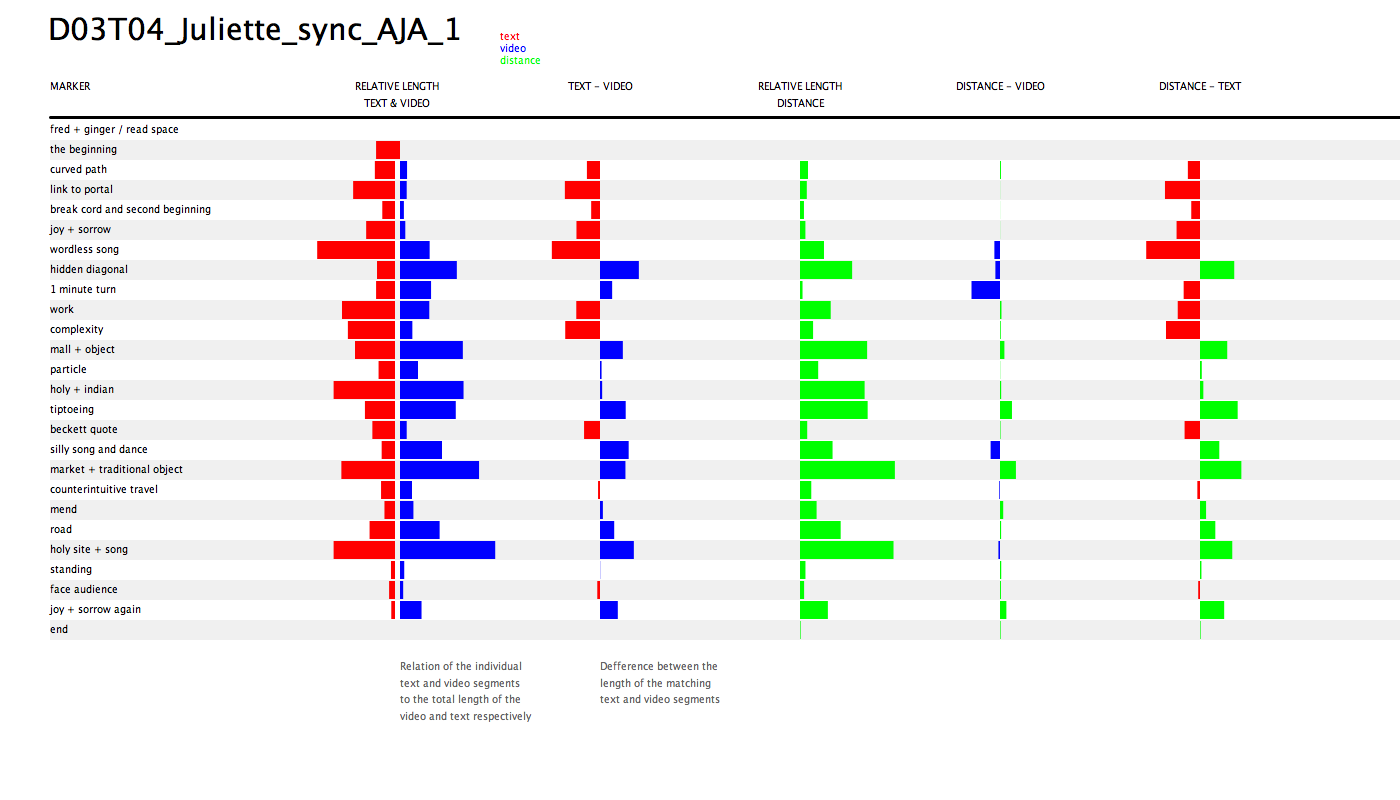 D03T04_Juliette_sync_AJA_1
text
video
distance
MARKER
RELATIVE LENGTH
TEXT & VIDEO
TEXT – VIDEO
RELATIVE LENGTH
DISTANCE
DISTANCE – VIDEO
DISTANCE – TEXT
fred + ginger / read space
the beginning
curved path
link to portal
break cord and second beginning
joy + sorrow
wordless song
hidden diagonal
1 minute turn
work
complexity
mall + object
particle
holy + indian
tiptoeing
beckett quote
silly song and dance
market + traditional object
counterintuitive travel
mend
road
holy site + song
standing
face audience
joy + sorrow again
end
Relation of the individual
text and video segments
to the total length of the
video and text respectively
Defference between the
length of the matching
text and video segments